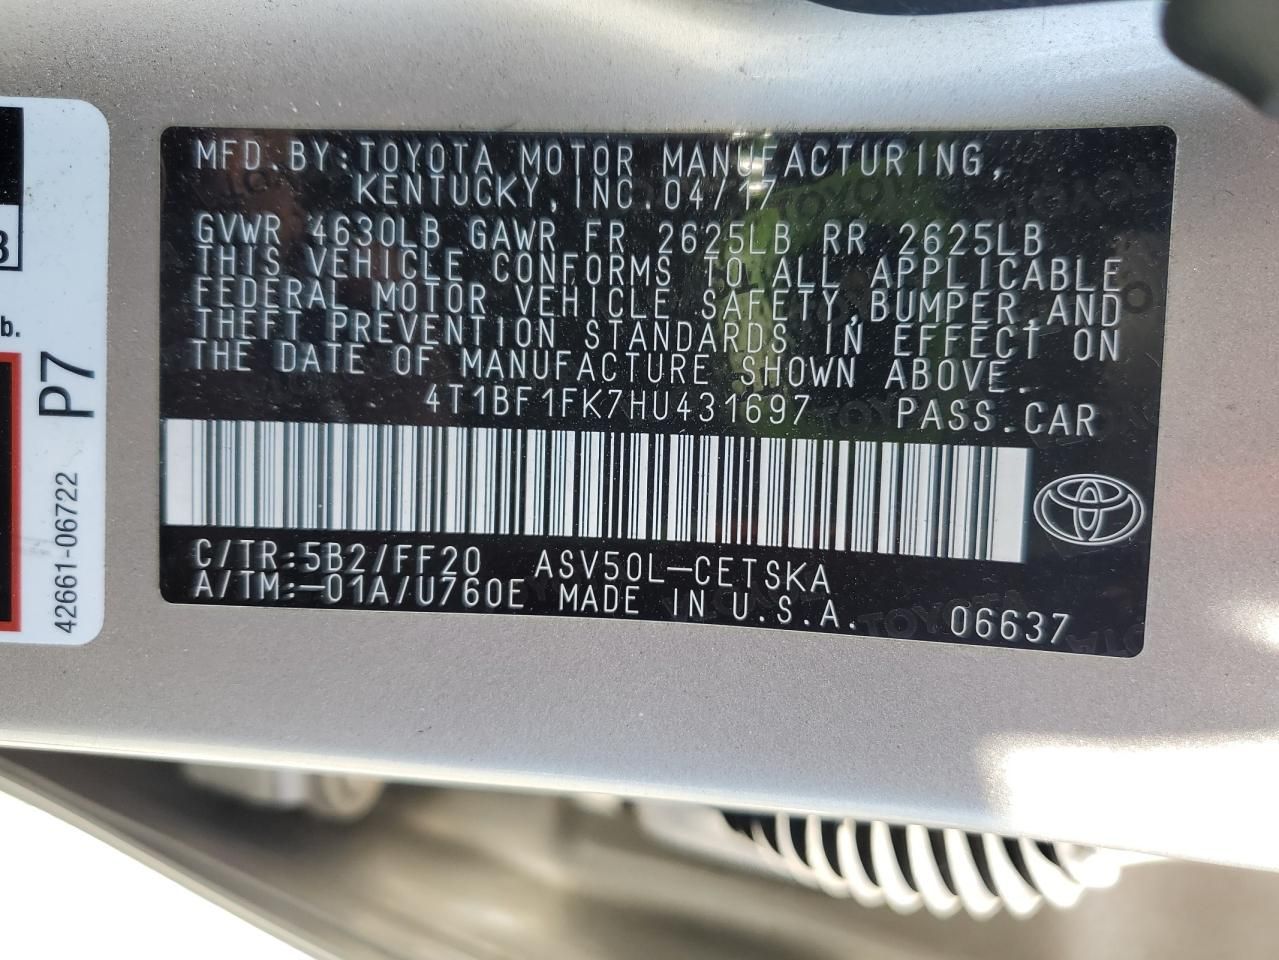 MFD.BY:TOYOTA MOTOR MANUFACTURING,
KENTUCKY,INC.04/17
GVWR 4630LB GAWR FR 2625LB RR 2625LB
THIS VEHICLE CONFORMS TO ALL APPLICABLE
FEDERAL MOTOR VEHICLE SAFETY,BUMPER,AND
THEFT PREVENTION STANDARDS IN EFFECT ON
THE DATE OF MANUFACTURE SHOWN ABOVE.
4T1BF1FK7HU431697 PASS.CAR
C/TR:5B2/FF20 ASV50L-CETSKA
A/TM:-01A/U760E MADE IN U.S.A. 06637
P7
42661-06722
b.